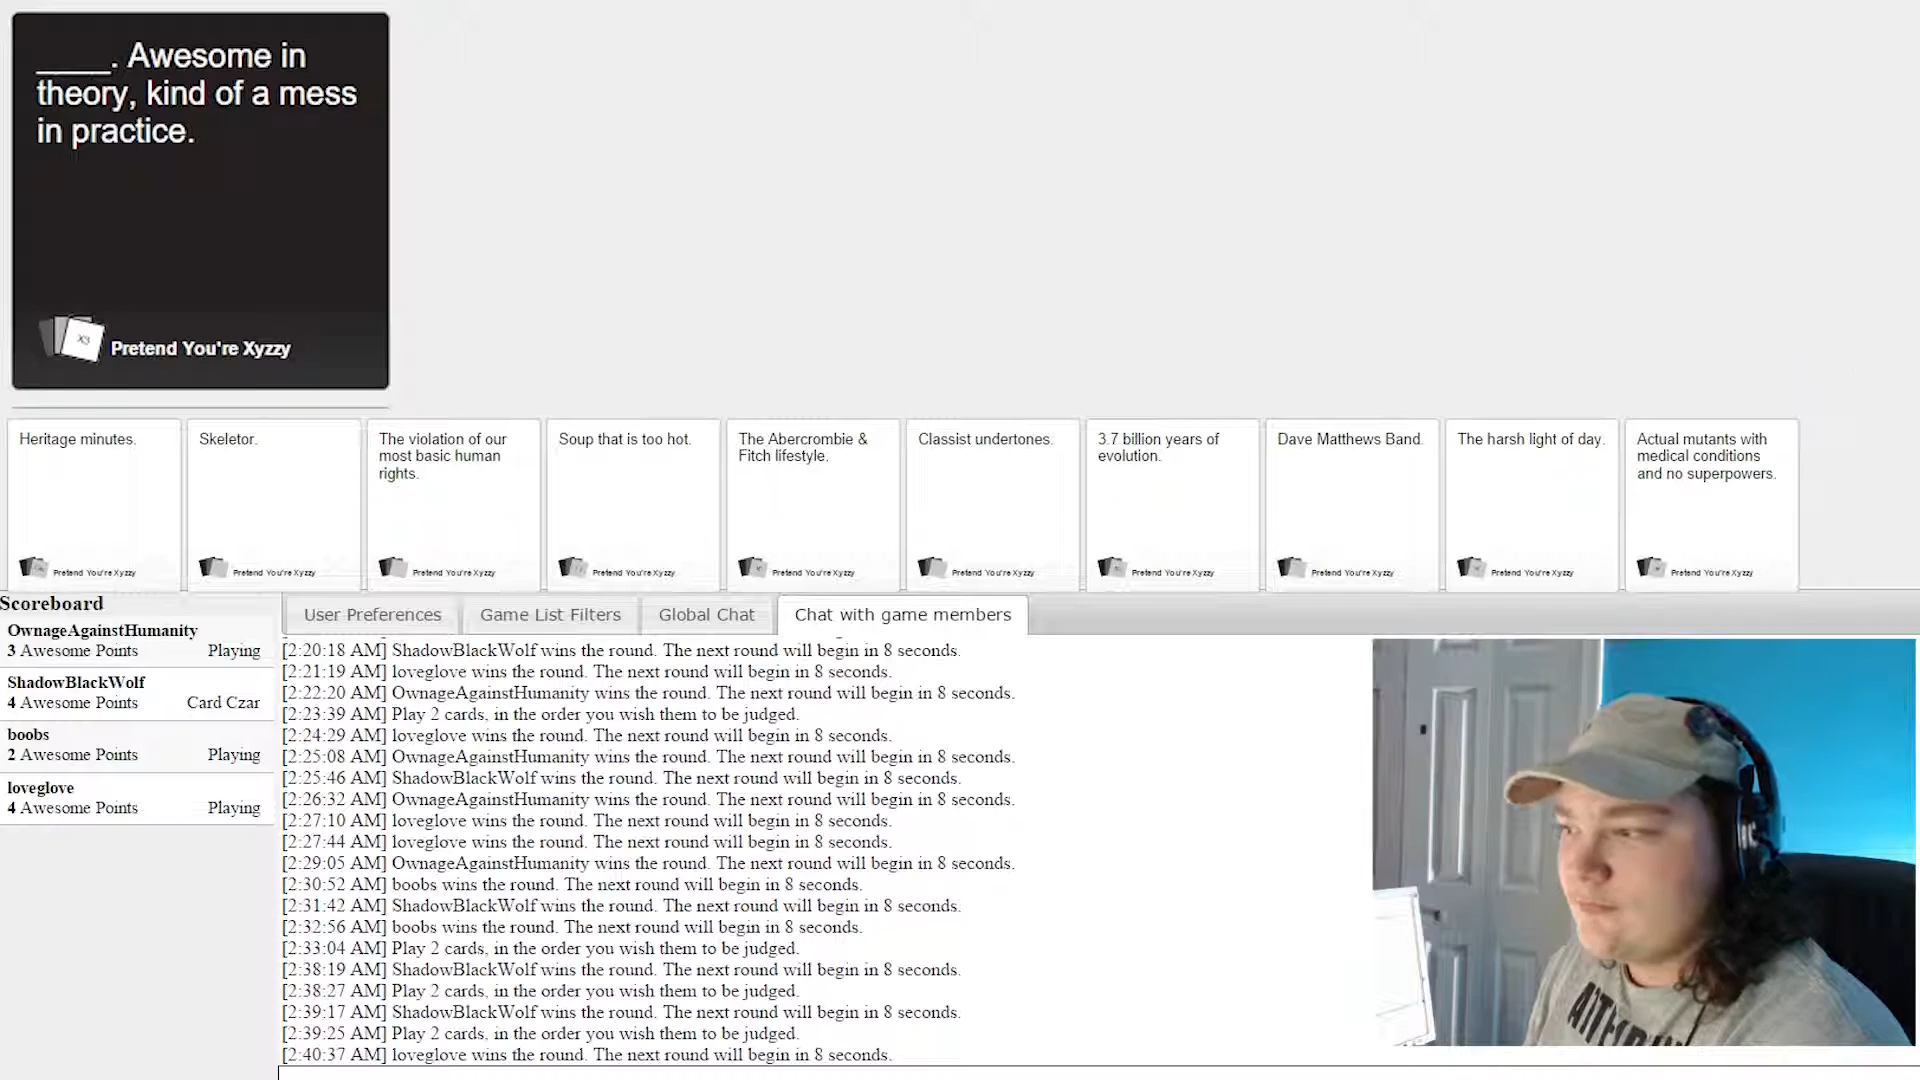 ____. Awesome in
theory, kind of a mess
in practice.
X3
Pretend You're Xyzzy
Heritage minutes.
Pretend You're Xyzzy
Skeletor.
Pretend You're Xyzzy
The violation of our
most basic human
rights.
Pretend You're Xyzzy
Soup that is too hot.
Pretend You're Xyzzy
The Abercrombie &
Fitch lifestyle.
Pretend You're Xyzzy
Classist undertones.
Pretend You're Xyzzy
3.7 billion years of
evolution.
Pretend You're Xyzzy
Dave Matthews Band.
Pretend You're Xyzzy
The harsh light of day.
Pretend You're Xyzzy
Actual mutants with
medical conditions
and no superpowers.
Pretend You're Xyzzy
Scoreboard
OwnageAgainstHumanity
3 Awesome Points Playing
ShadowBlackWolf
4 Awesome Points Card Czar
boobs
2 Awesome Points Playing
loveglove
4 Awesome Points Playing
User Preferences Game List Filters Global Chat Chat with game members
[2:20:18 AM] ShadowBlackWolf wins the round. The next round will begin in 8 seconds.
[2:21:19 AM] loveglove wins the round. The next round will begin in 8 seconds.
[2:22:20 AM] OwnageAgainstHumanity wins the round. The next round will begin in 8 seconds.
[2:23:39 AM] Play 2 cards, in the order you wish them to be judged.
[2:24:29 AM] loveglove wins the round. The next round will begin in 8 seconds.
[2:25:08 AM] OwnageAgainstHumanity wins the round. The next round will begin in 8 seconds.
[2:25:46 AM] ShadowBlackWolf wins the round. The next round will begin in 8 seconds.
[2:26:32 AM] OwnageAgainstHumanity wins the round. The next round will begin in 8 seconds.
[2:27:10 AM] loveglove wins the round. The next round will begin in 8 seconds.
[2:27:44 AM] loveglove wins the round. The next round will begin in 8 seconds.
[2:29:05 AM] OwnageAgainstHumanity wins the round. The next round will begin in 8 seconds.
[2:30:52 AM] boobs wins the round. The next round will begin in 8 seconds.
[2:31:42 AM] ShadowBlackWolf wins the round. The next round will begin in 8 seconds.
[2:32:56 AM] boobs wins the round. The next round will begin in 8 seconds.
[2:33:04 AM] Play 2 cards, in the order you wish them to be judged.
[2:38:19 AM] ShadowBlackWolf wins the round. The next round will begin in 8 seconds.
[2:38:27 AM] Play 2 cards, in the order you wish them to be judged.
[2:39:17 AM] ShadowBlackWolf wins the round. The next round will begin in 8 seconds.
[2:39:25 AM] Play 2 cards, in the order you wish them to be judged.
[2:40:37 AM] loveglove wins the round. The next round will begin in 8 seconds.